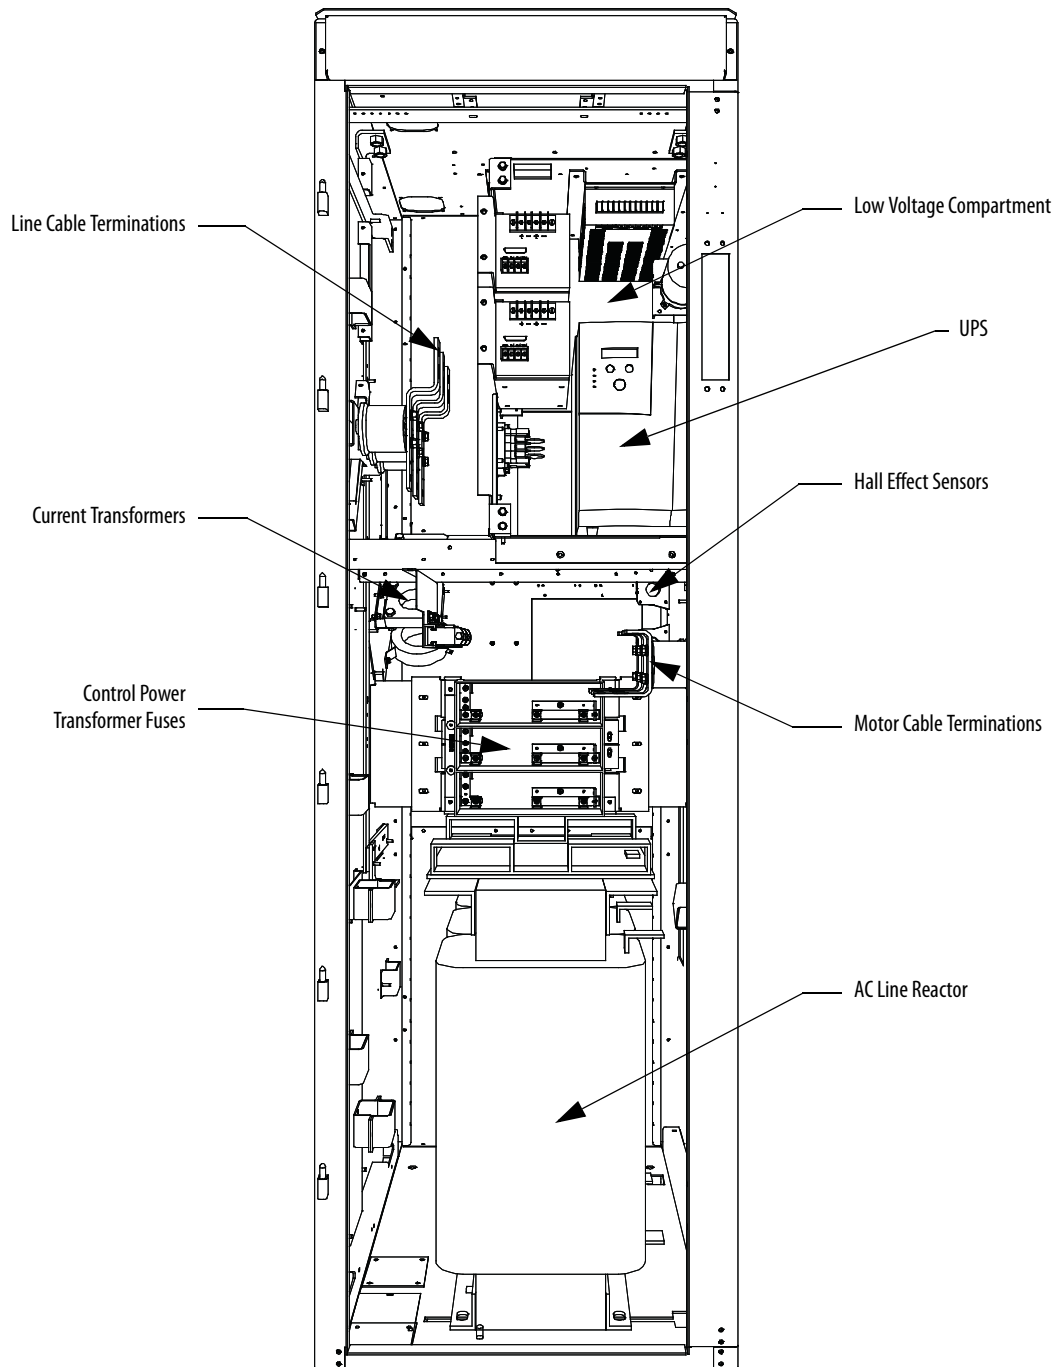 Line Cable Terminations
Low Voltage Compartment
UPS
Hall Effect Sensors
Current Transformers
Control Power
Transformer Fuses
Motor Cable Terminations
AC Line Reactor